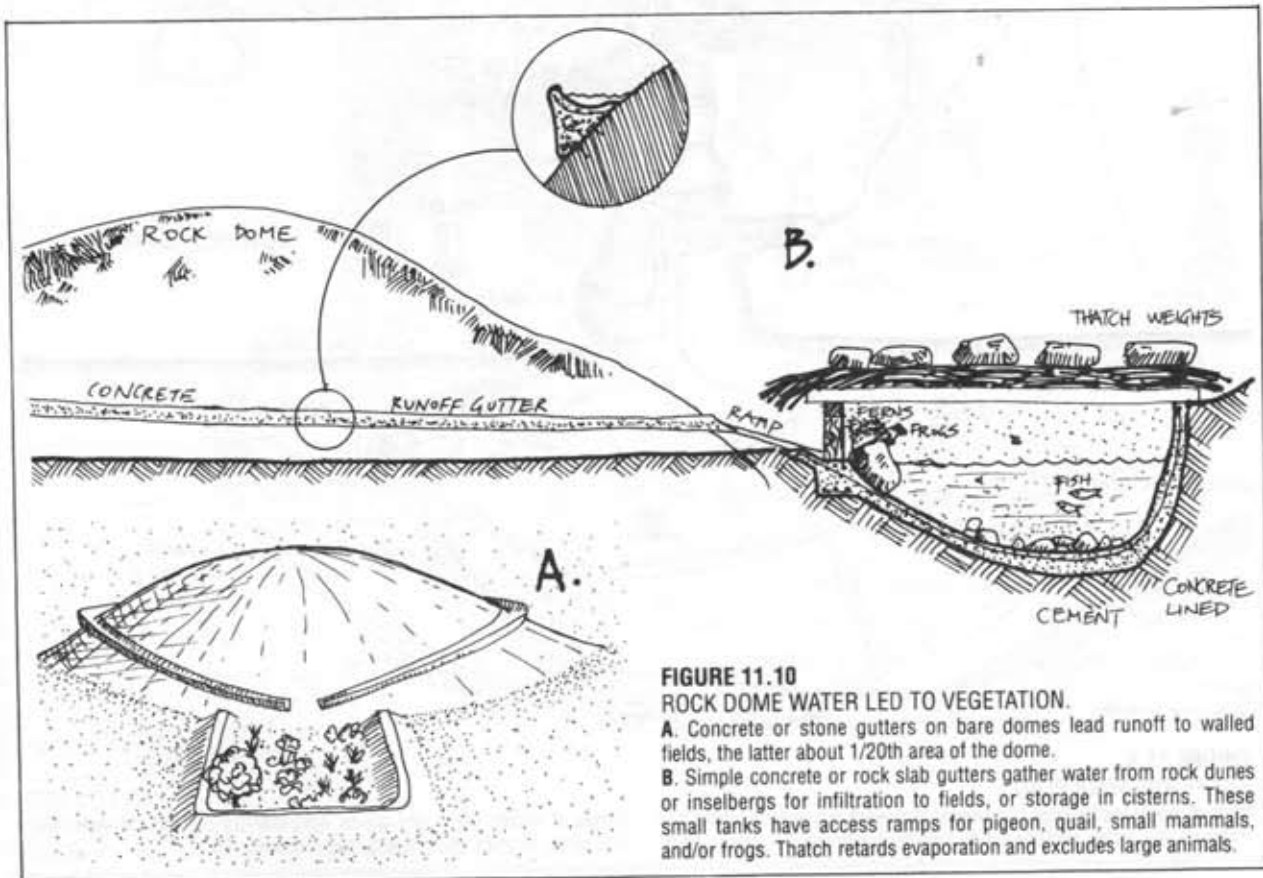 ROCK DOME
B.
THATCH WEIGHTS
CONCRETE RUNOFF GUTTER
RAMP
FERNS
FROGS
FISH
CONCRETE
LINED
CEMENT
A.
FIGURE 11.10
ROCK DOME WATER LED TO VEGETATION.
A. Concrete or stone gutters on bare domes lead runoff to walled
fields, the latter about 1/20th area of the dome.
B. Simple concrete or rock slab gutters gather water from rock dunes
or inselbergs for infiltration to fields, or storage in cisterns. These
small tanks have access ramps for pigeon, quail, small mammals,
and/or frogs. Thatch retards evaporation and excludes large animals.